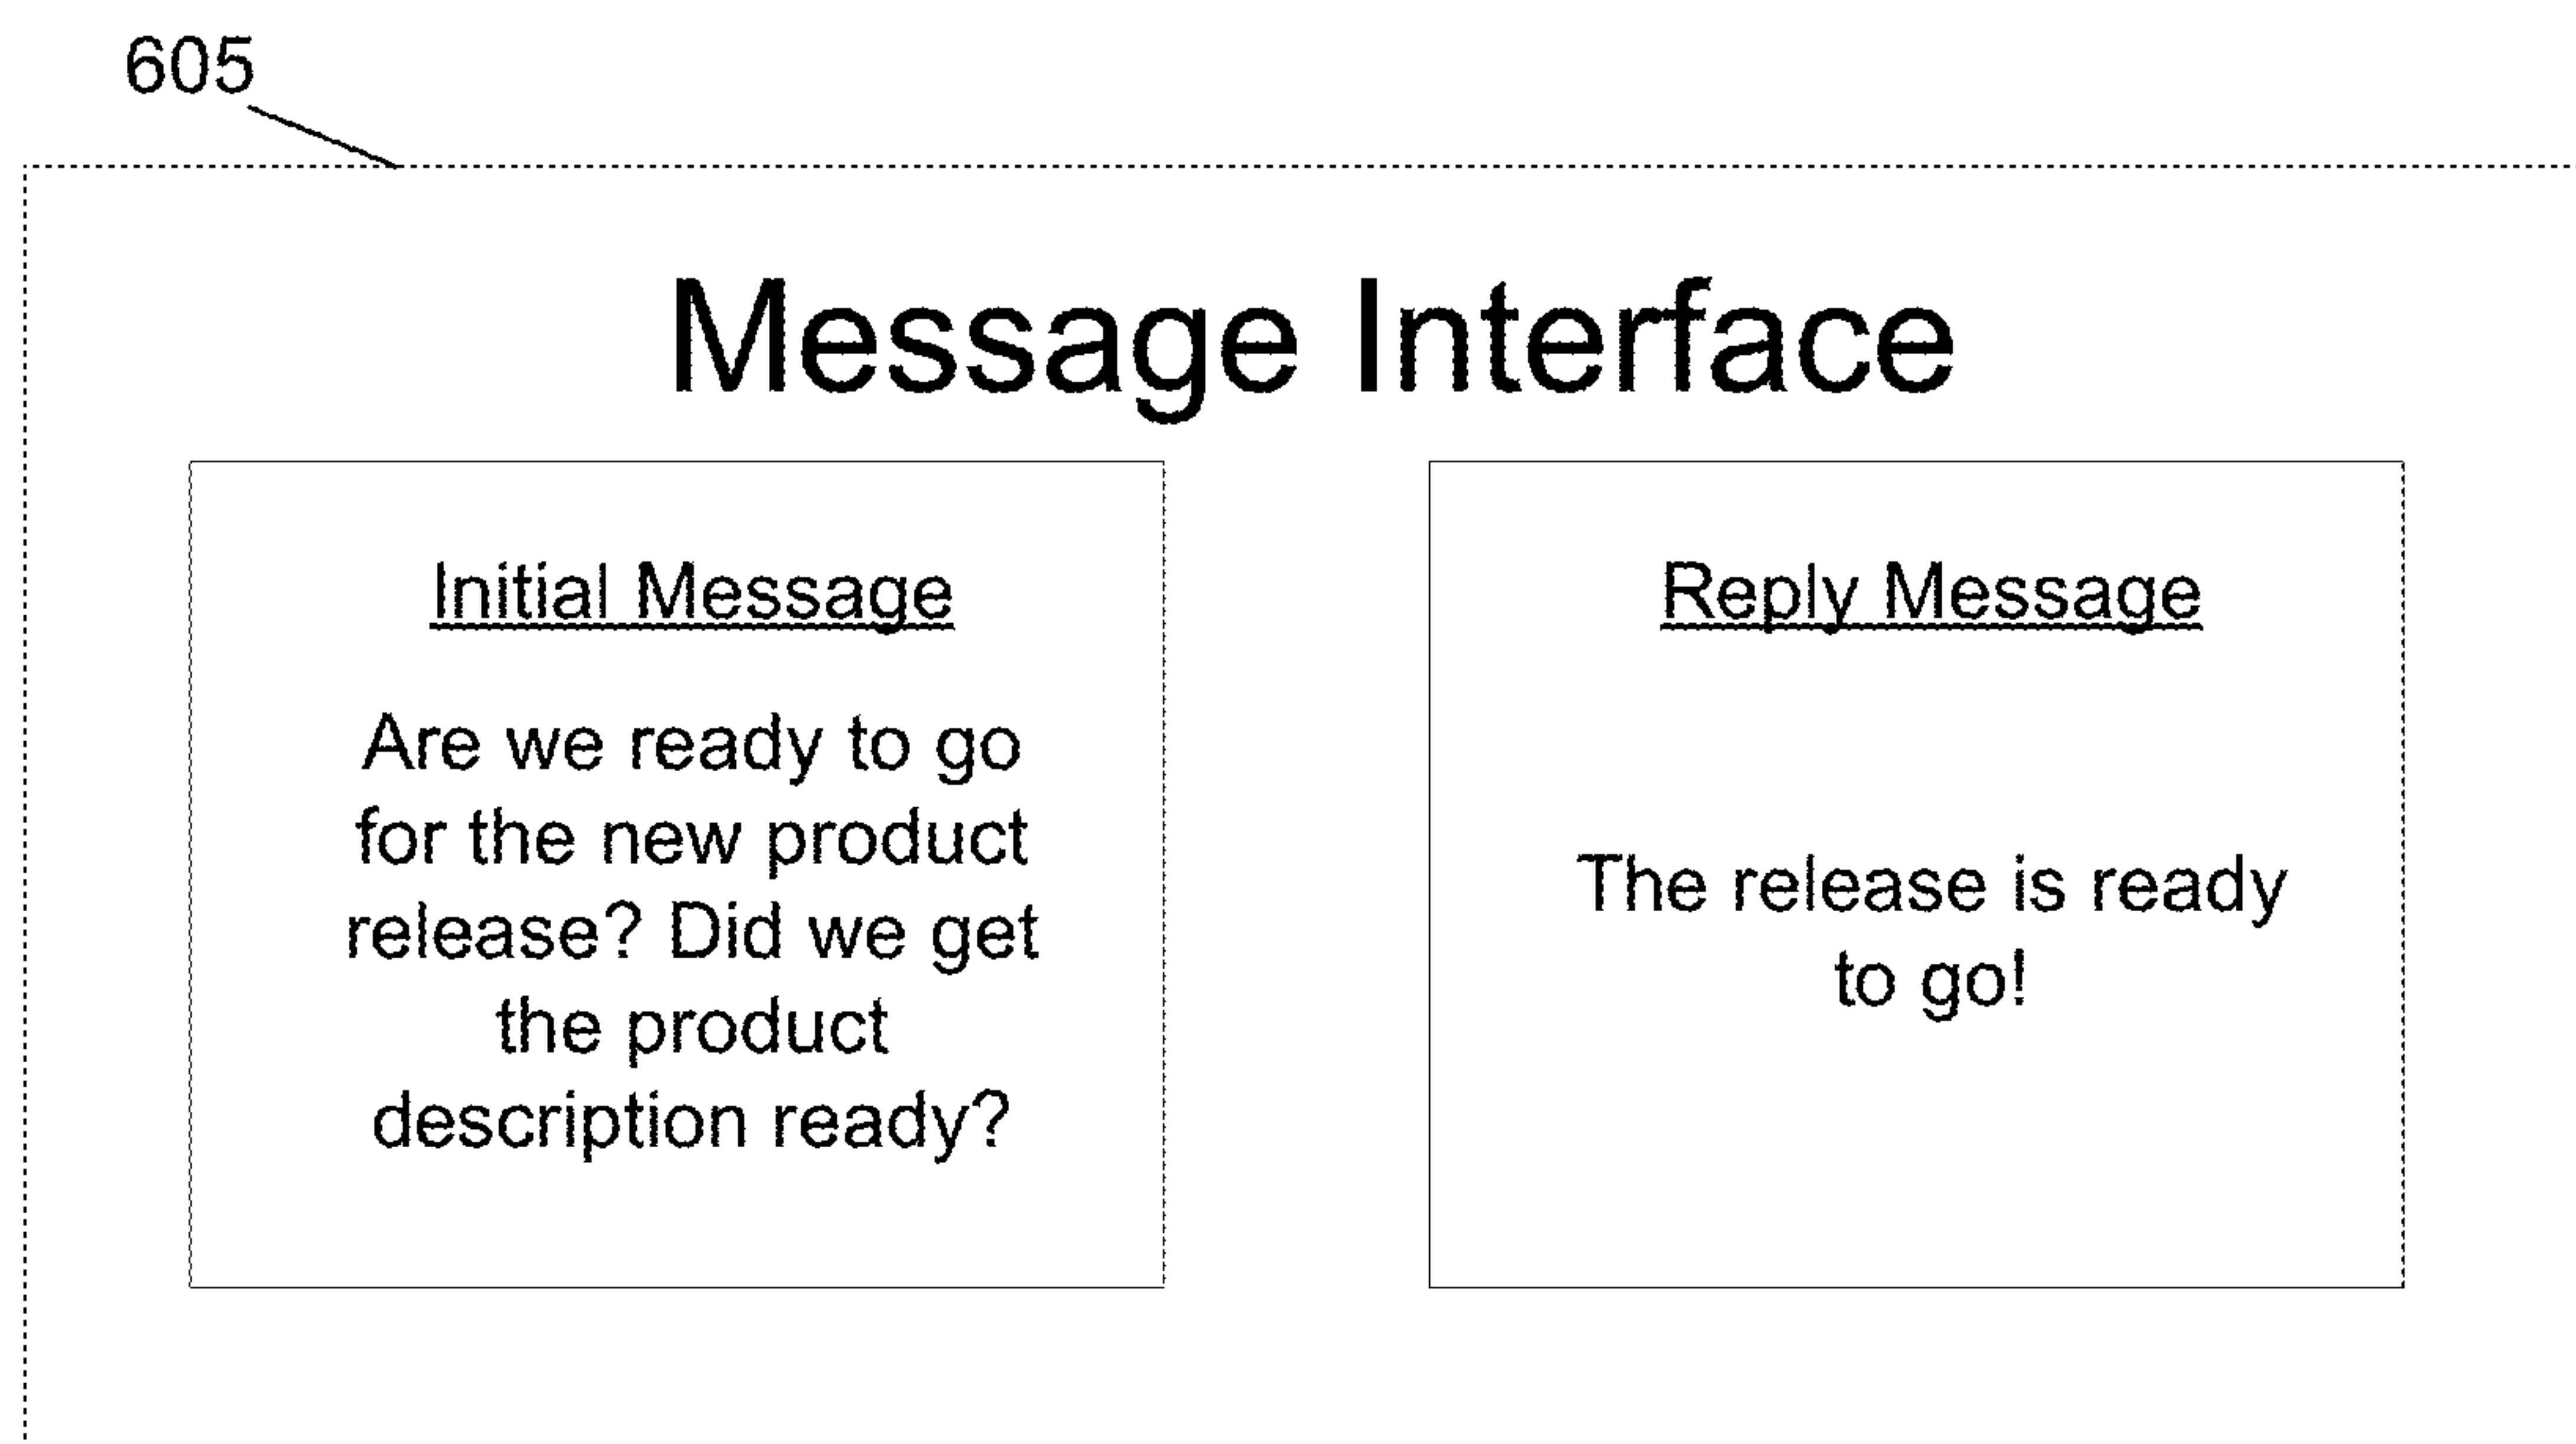 605
Message Interface
Initial Message
Are we ready to go
for the new product
release? Did we get
the product
description ready?
Reply Message
The release is ready
to go!